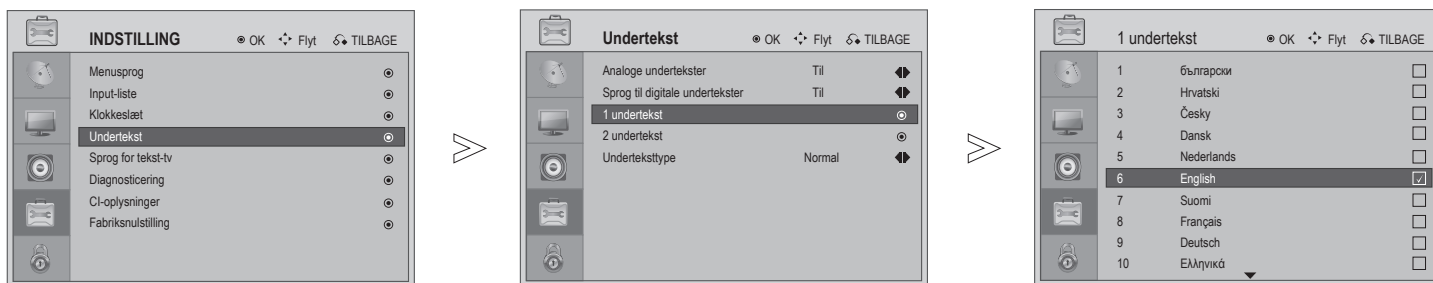 INDSTILLING OK Flyt TILBAGE
Menusprog
Input-liste
Klokkeslæt
Undertekst
Sprog for tekst-tv
Diagnosticering
CI-oplysninger
Fabriksnulstilling
Undertekst OK Flyt TILBAGE
Analoge undertekster Til
Sprog til digitale undertekster Til
1 undertekst
2 undertekst
Underteksttype Normal
1 undertekst OK Flyt TILBAGE
1 български
2 Hrvatski
3 Česky
4 Dansk
5 Nederlands
6 English
7 Suomi
8 Français
9 Deutsch
10 Ελληνικά